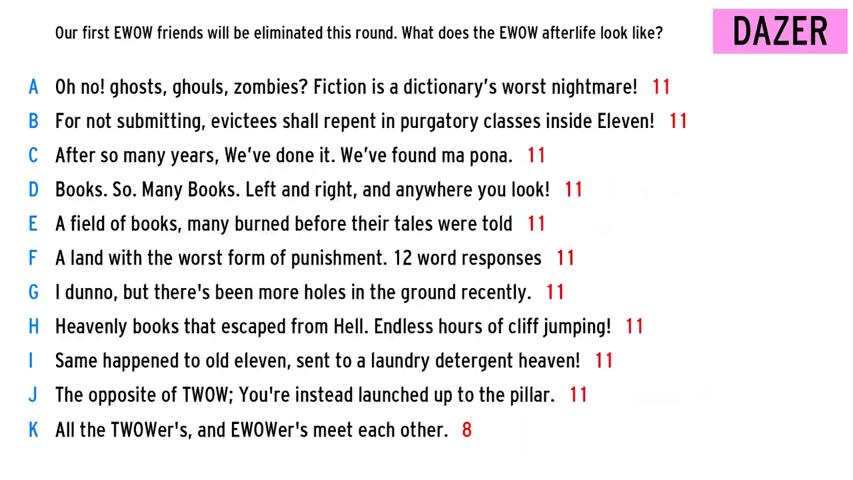 Our first EWOW friends will be eliminated this round. What does the EWOW afterlife look like?
DAZER
A Oh no! ghosts, ghouls, zombies? Fiction is a dictionary’s worst nightmare! 11
B For not submitting, evictees shall repent in purgatory classes inside Eleven! 11
C After so many years, We’ve done it. We’ve found ma pona. 11
D Books. So. Many Books. Left and right, and anywhere you look! 11
E A field of books, many burned before their tales were told 11
F A land with the worst form of punishment. 12 word responses 11
G I dunno, but there's been more holes in the ground recently. 11
H Heavenly books that escaped from Hell. Endless hours of cliff jumping! 11
I Same happened to old eleven, sent to a laundry detergent heaven! 11
J The opposite of TWOW; You're instead launched up to the pillar. 11
K All the TWOWer's, and EWOWer's meet each other. 8